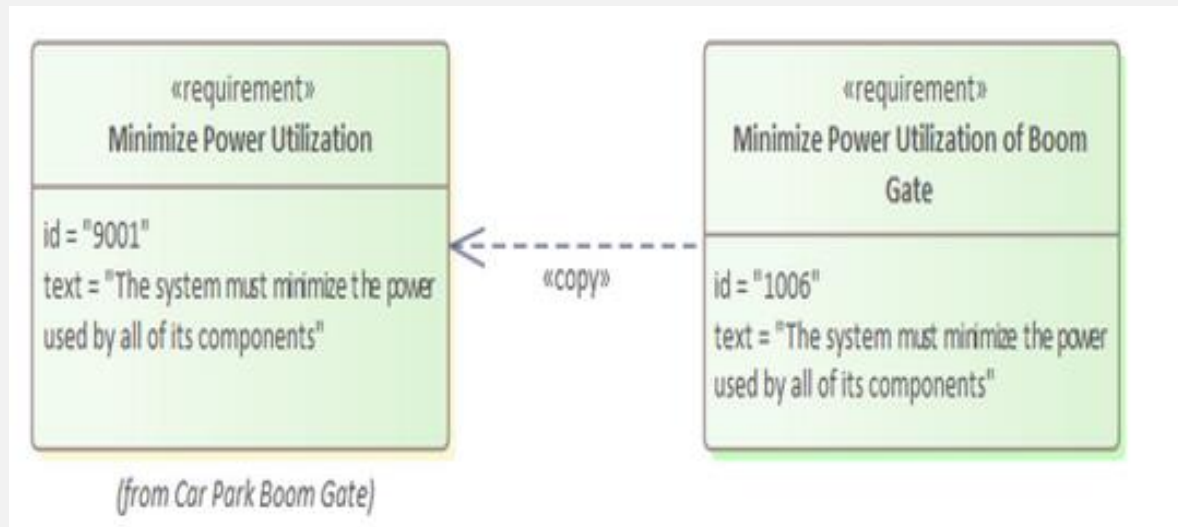 «requirement»
Minimize Power Utilization
id = "9001"
text = "The system must minimize the power
used by all of its components"
(from Car Park Boom Gate)
«copy»
«requirement»
Minimize Power Utilization of Boom
Gate
id = "1006"
text = "The system must minimize the power
used by all of its components"